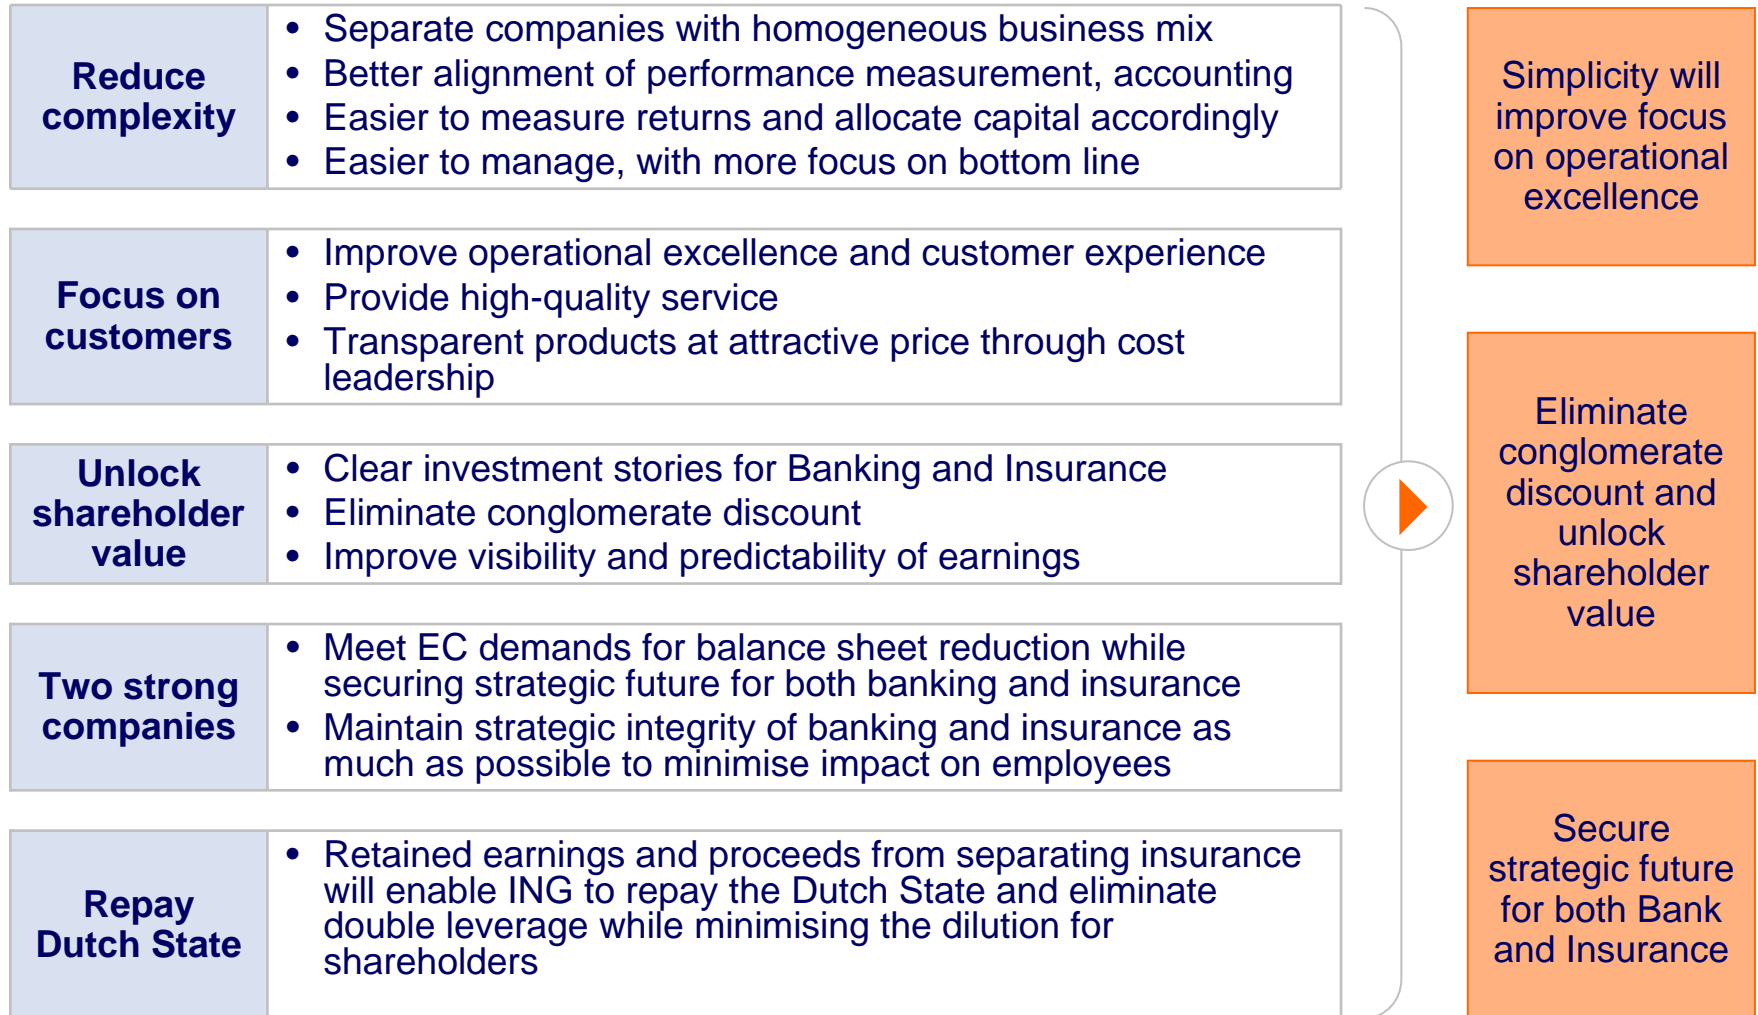 Reduce
complexity
• Separate companies with homogeneous business mix
• Better alignment of performance measurement, accounting
• Easier to measure returns and allocate capital accordingly
• Easier to manage, with more focus on bottom line
Focus on
customers
• Improve operational excellence and customer experience
• Provide high-quality service
• Transparent products at attractive price through cost
leadership
Unlock
shareholder
value
• Clear investment stories for Banking and Insurance
• Eliminate conglomerate discount
• Improve visibility and predictability of earnings
Two strong
companies
• Meet EC demands for balance sheet reduction while
securing strategic future for both banking and insurance
• Maintain strategic integrity of banking and insurance as
much as possible to minimise impact on employees
Repay
Dutch State
• Retained earnings and proceeds from separating insurance
will enable ING to repay the Dutch State and eliminate
double leverage while minimising the dilution for
shareholders
Simplicity will
improve focus
on operational
excellence
Eliminate
conglomerate
discount and
unlock
shareholder
value
Secure
strategic future
for both Bank
and Insurance